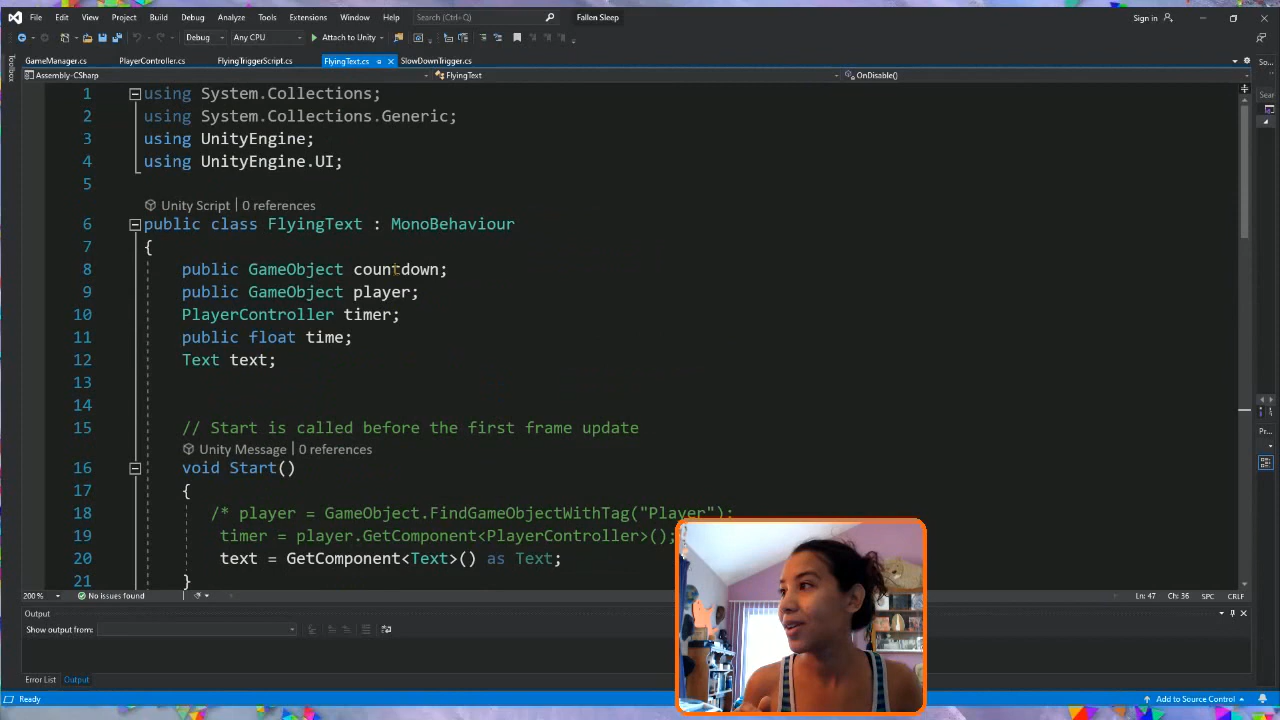 File Edit View Project Build Debug Analyze Tools Extensions Window Help Search (Ctrl+Q) Fallen Sleep Sign in
Debug Any CPU Attach to Unity
Toolbox
GameManager.cs PlayerController.cs FlyingTriggerScript.cs FlyingText.cs SlowDownTrigger.cs So...
Assembly-CSharp FlyingText OnDisable()
Sear
1 using System.Collections;
2 using System.Collections.Generic;
3 using UnityEngine;
4 using UnityEngine.UI;
5
Unity Script | 0 references
6 public class FlyingText : MonoBehaviour
7 {
8 public GameObject countdown;
9 public GameObject player;
10 PlayerController timer;
11 public float time;
12 Text text;
13
14
15 // Start is called before the first frame update
Pr...
Unity Message | 0 references
16 void Start()
17 {
18 /* player = GameObject.FindGameObjectWithTag("Player");
19 timer = player.GetComponent<PlayerController>();
20 text = GetComponent<Text>() as Text;
21 }
200 % No issues found Ln: 47 Ch: 36 SPC CRLF
Output
Show output from:
Error List Output
Ready Add to Source Control